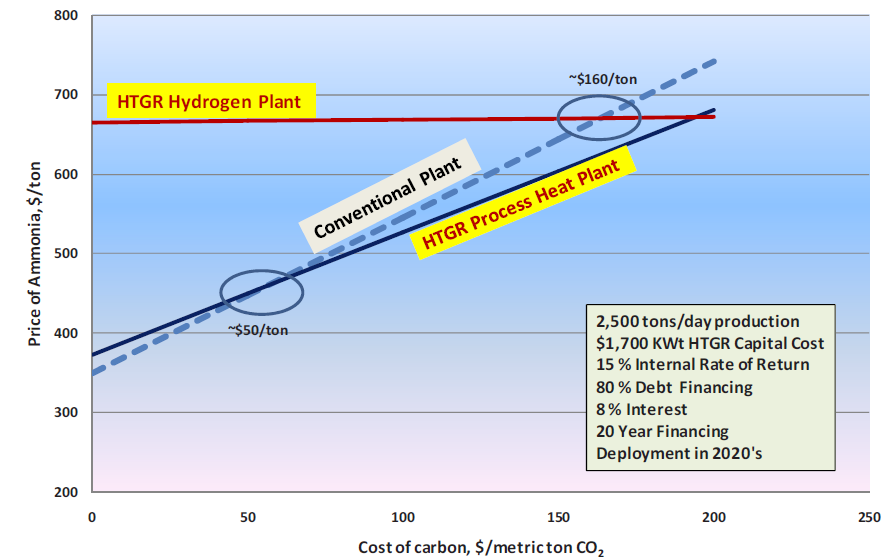 800
700
600
500
400
300
200
Price of Ammonia, $/ton
HTGR Hydrogen Plant
~$160/ton
Conventional Plant
HTGR Process Heat Plant
~$50/ton
2,500 tons/day production
$1,700 KWt HTGR Capital Cost
15 % Internal Rate of Return
80 % Debt Financing
8 % Interest
20 Year Financing
Deployment in 2020's
0
50
100
150
200
250
Cost of carbon, $/metric ton CO₂